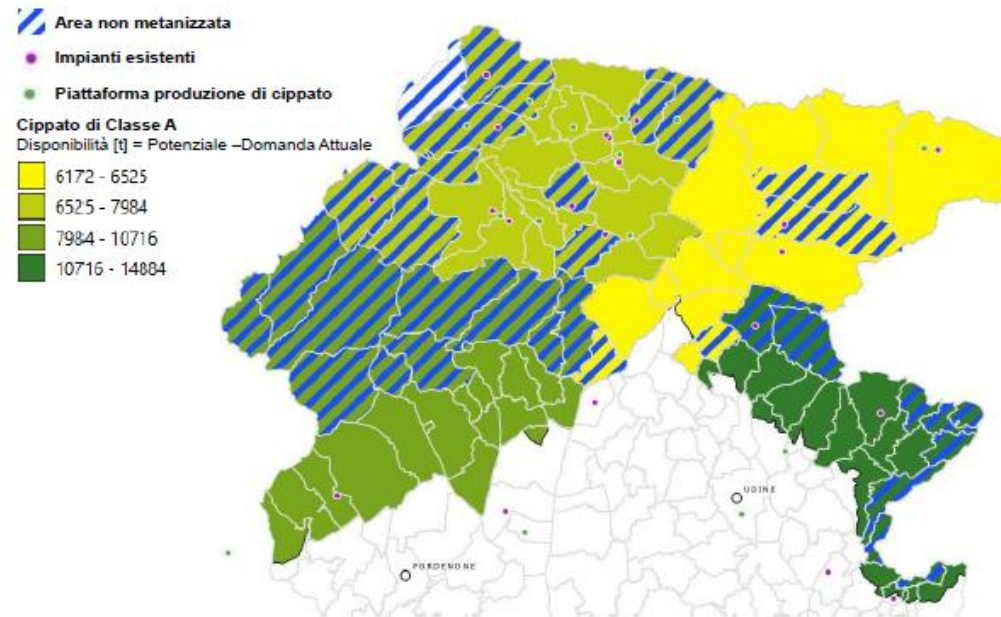 Area non metanizzata
Impianti esistenti
Piattaforma produzione di cippato
Cippato di Classe A
Disponibilità [t] = Potenziale –Domanda Attuale
6172 - 6525
6525 - 7984
7984 - 10716
10716 - 14884
UDINE
PORDENONE